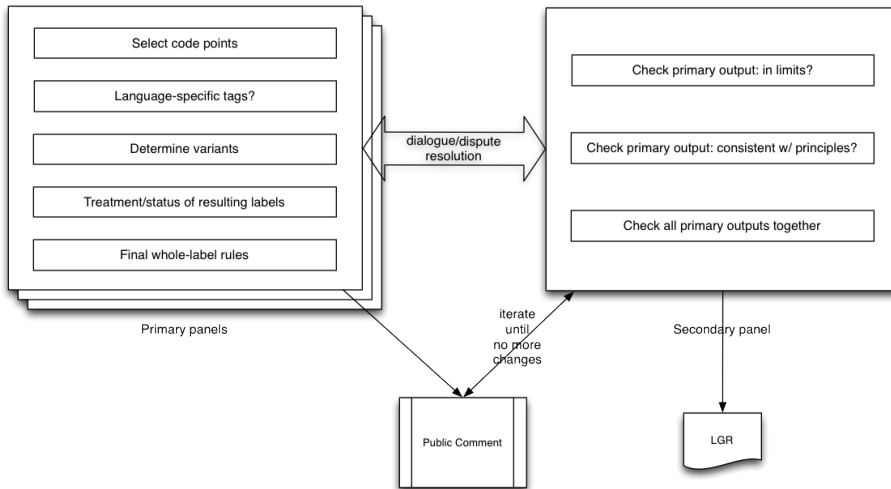 Select code points
Language-specific tags?
Determine variants
Treatment/status of resulting labels
Final whole-label rules
Primary panels
dialogue/dispute
resolution
Check primary output: in limits?
Check primary output: consistent w/ principles?
Check all primary outputs together
Secondary panel
iterate
until
no more
changes
Public Comment
LGR